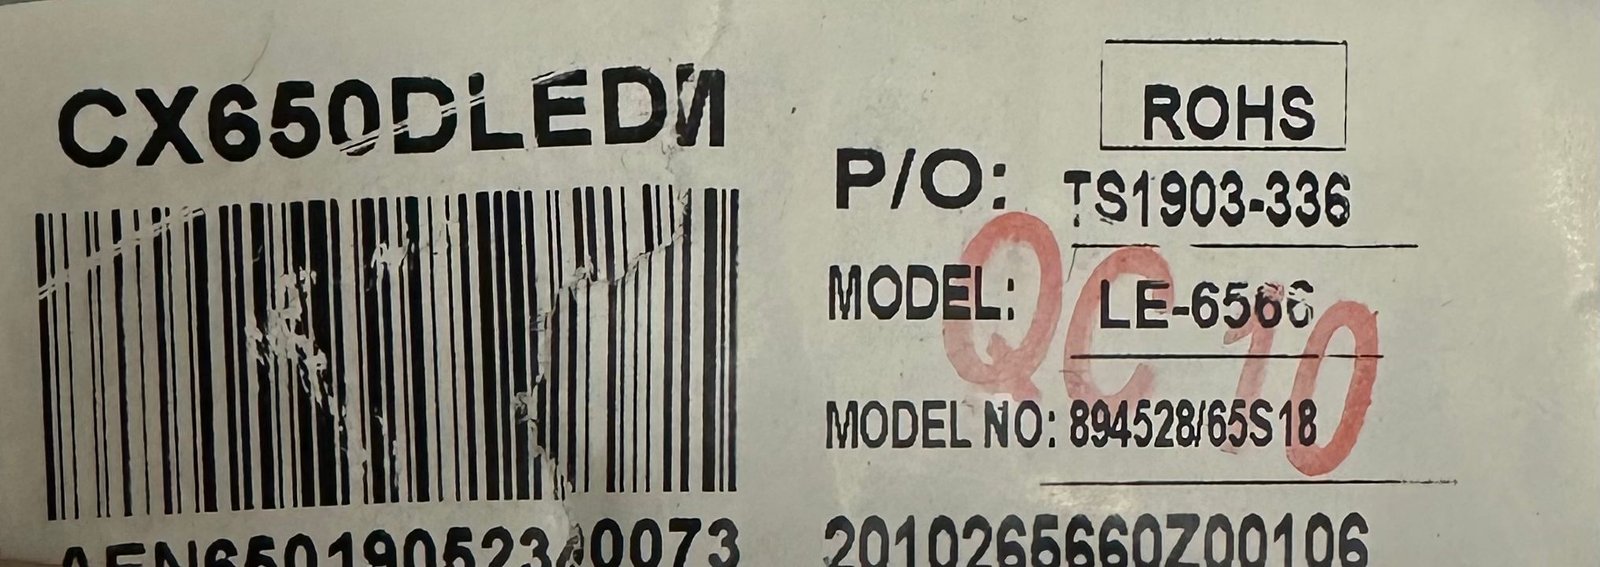 CX650DLEDM
ROHS
P/O: TS1903-336
MODEL: LE-6566
QC 10
MODEL NO: 894528/65S18
2010265660Z00106